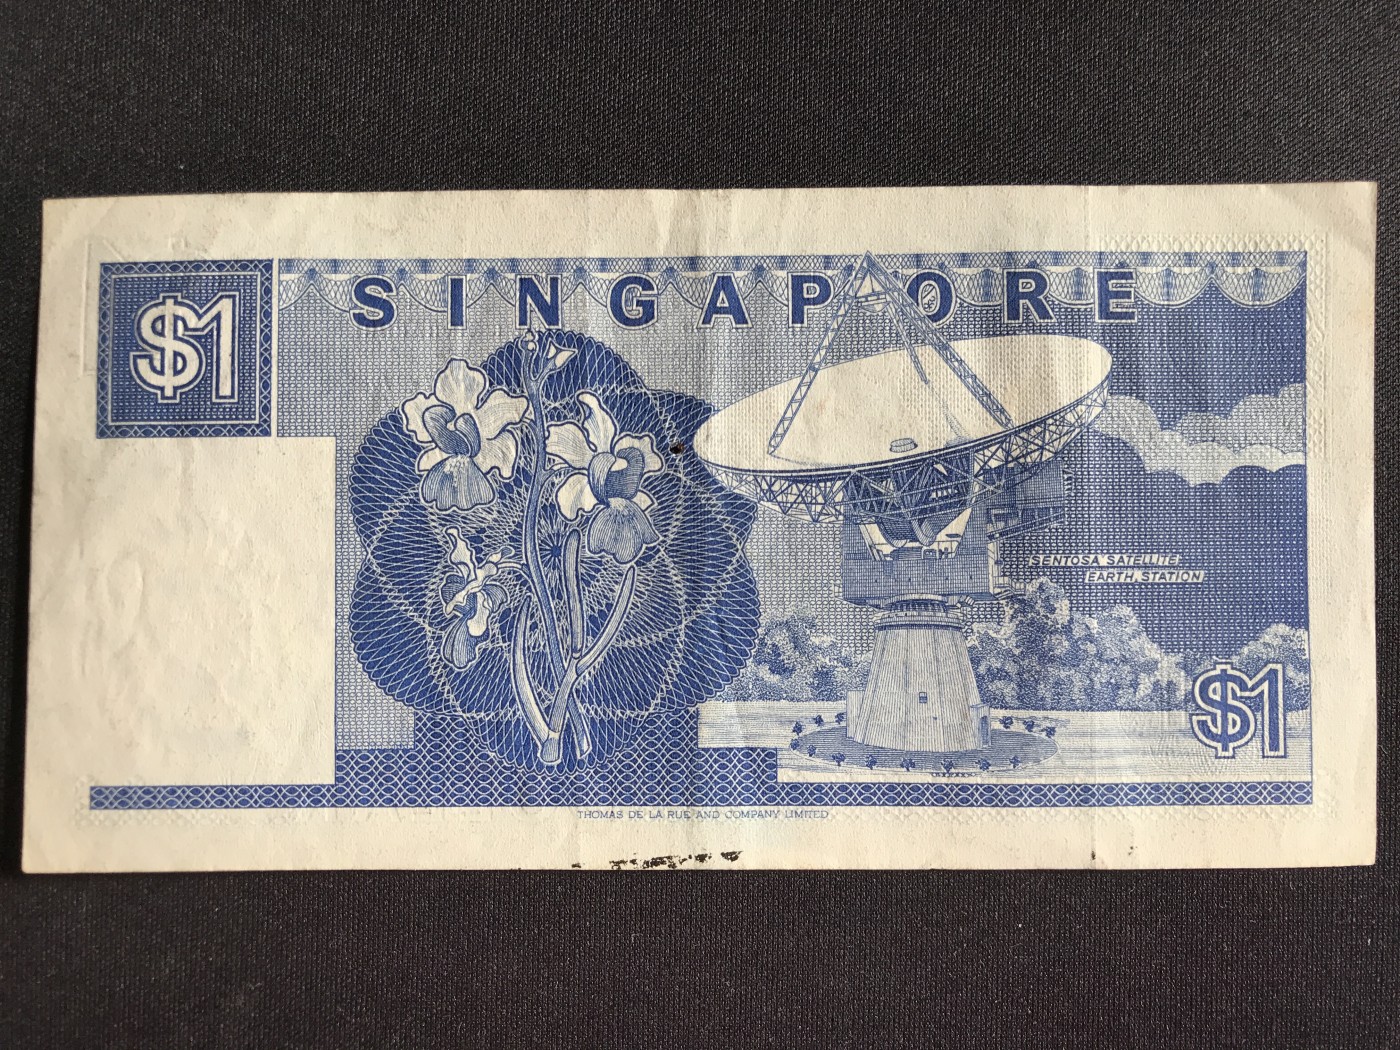 $1
SINGAPORE
SENTOSA SATELLITE
EARTH STATION
$1
THOMAS DE LA RUE AND COMPANY LIMITED